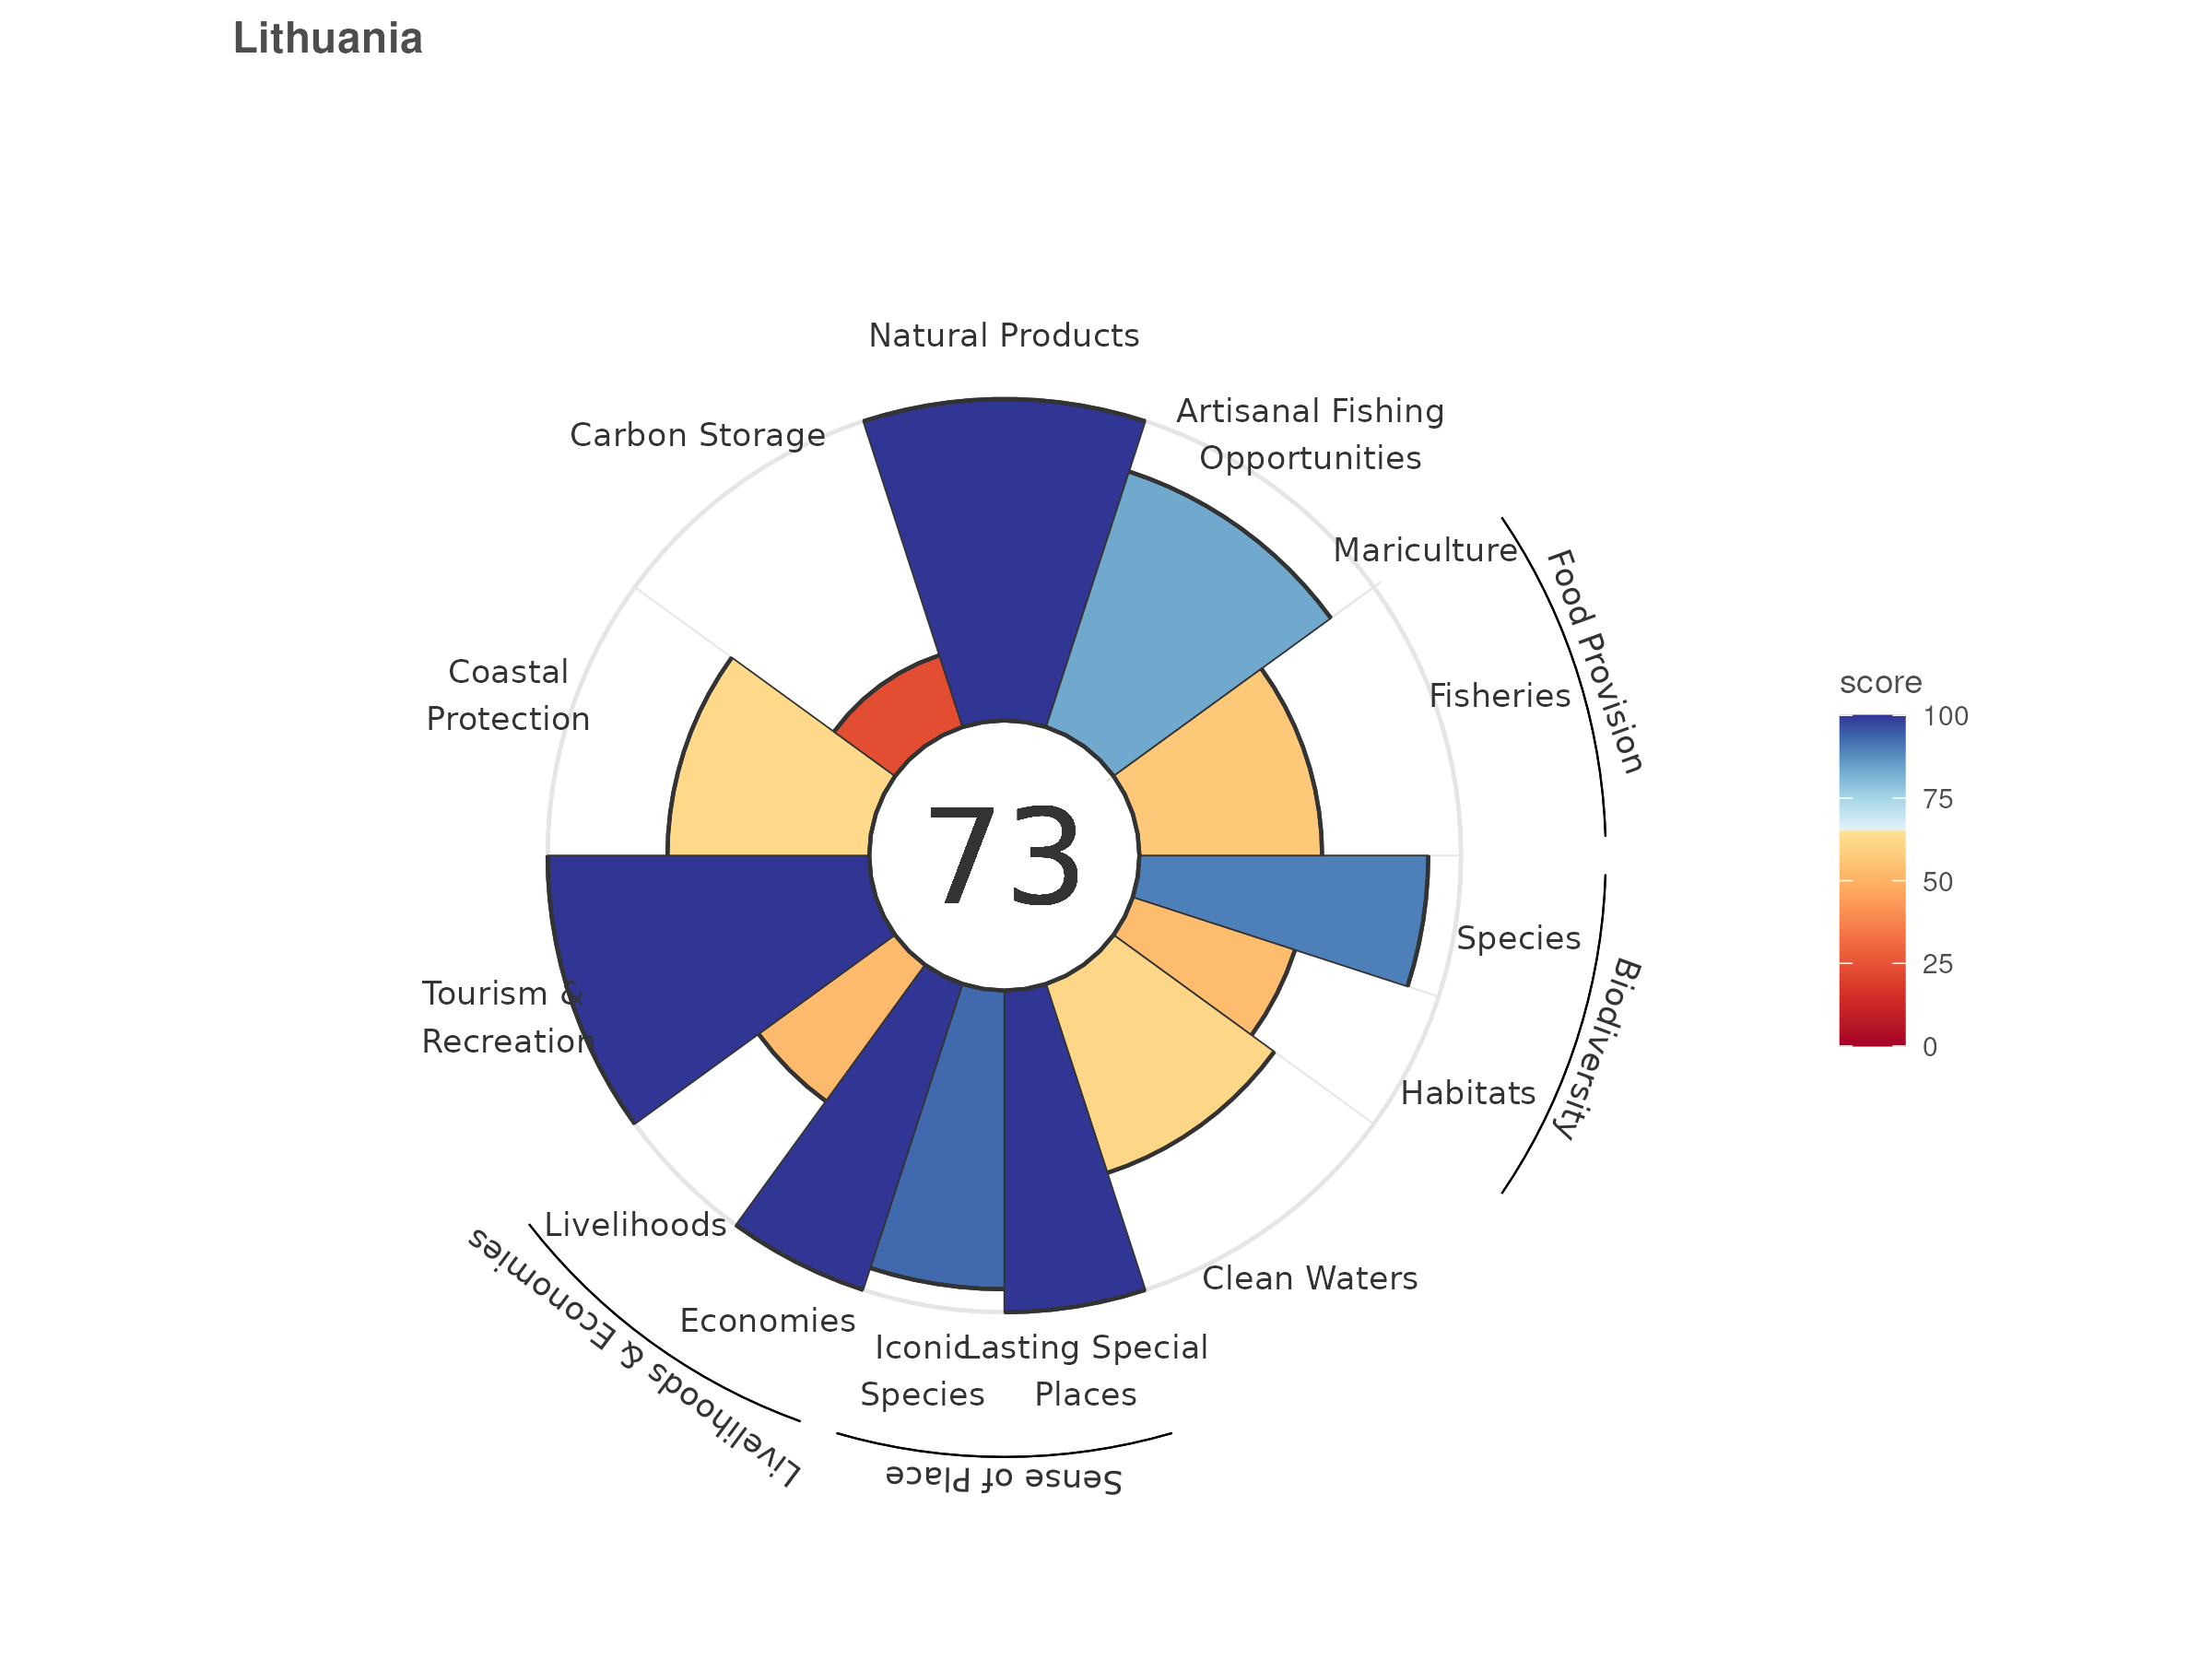 Lithuania
Natural Products
Artisanal Fishing
Opportunities
Carbon Storage
Mariculture
Food Provision
Fisheries
Coastal
Protection
score
100
75
50
25
0
73
Species
Biodiversity
Habitats
Tourism &
Recreation
Livelihoods
Livelihoods & Economies
Economies
Clean Waters
Iconic
Species
Lasting Special
Places
Sense of Place